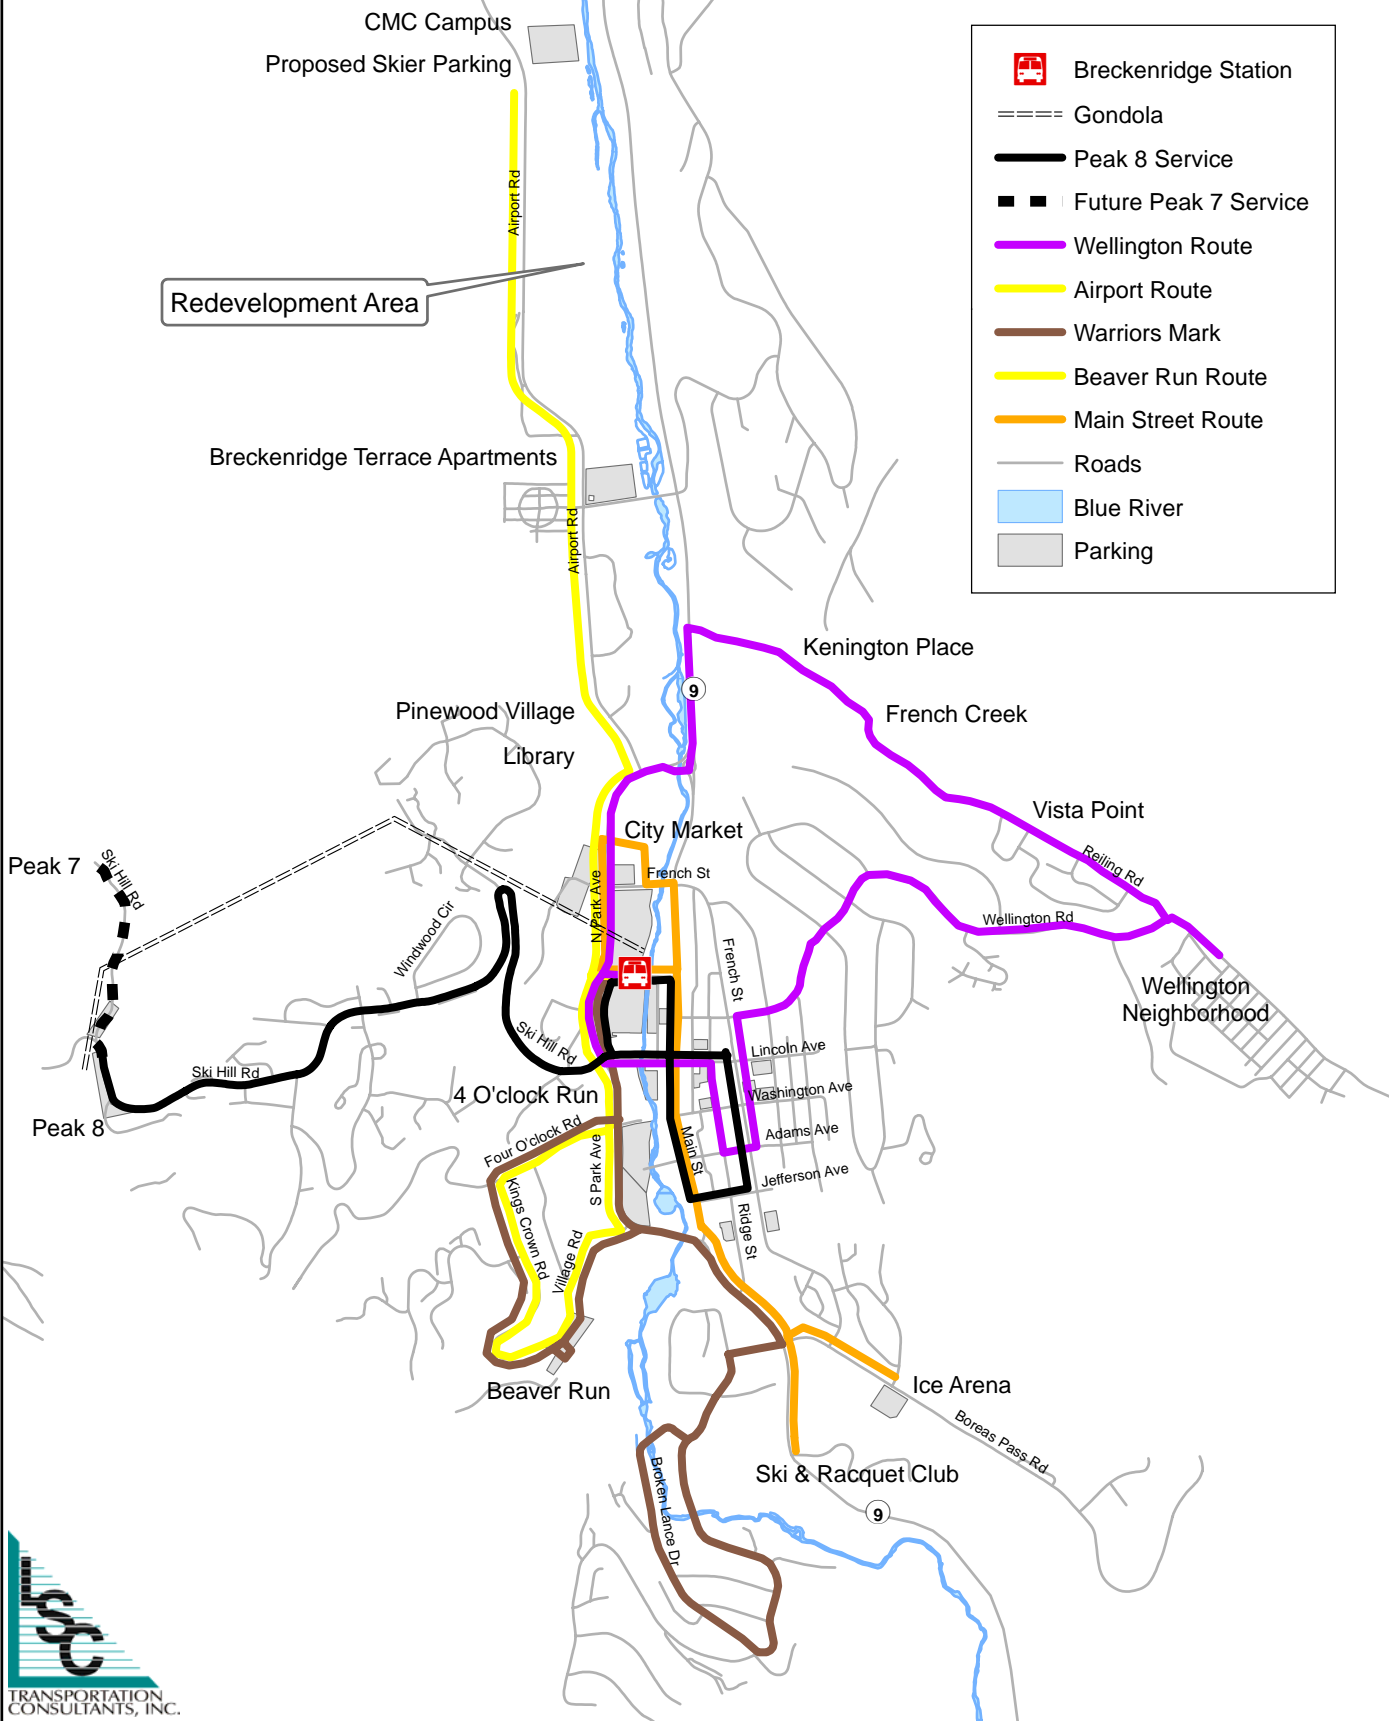 CMC Campus
Proposed Skier Parking
Breckenridge Station
Gondola
Peak 8 Service
Future Peak 7 Service
Wellington Route
Airport Route
Warriors Mark
Beaver Run Route
Main Street Route
Roads
Blue River
Parking
Airport Rd
Redevelopment Area
Breckenridge Terrace Apartments
Airport Rd
Kenington Place
9
French Creek
Pinewood Village
Library
Vista Point
City Market
Reiling Rd
Peak 7
Ski Hill Rd
French St
N Park Ave
Windwood Cir
Wellington Rd
French St
Wellington
Neighborhood
Ski Hill Rd
Lincoln Ave
Ski Hill Rd
4 O'clock Run
Washington Ave
Peak 8
Four O'clock Rd
Adams Ave
Main St
S Park Ave
Jefferson Ave
Kings Crown Rd
Ridge St
Village Rd
Beaver Run
Ice Arena
Boreas Pass Rd
Ski & Racquet Club
Broken Lance Dr
9
LSC
TRANSPORTATION
CONSULTANTS, INC.